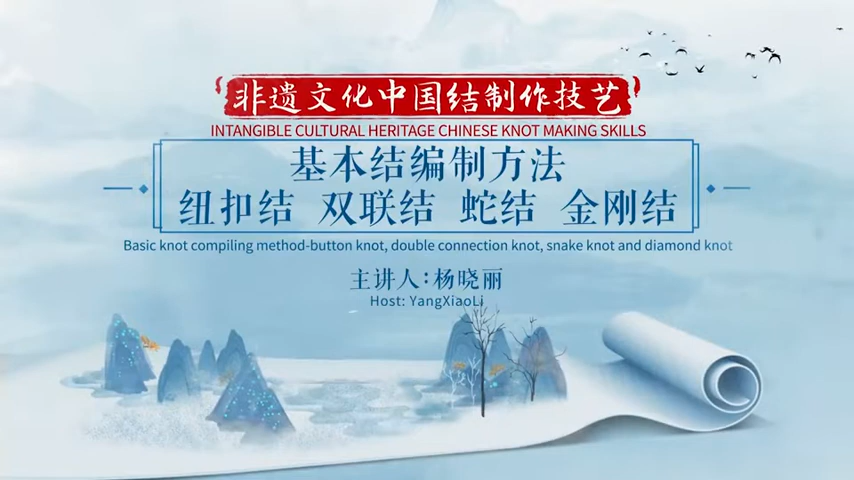 非遗文化中国结制作技艺
INTANGIBLE CULTURAL HERITAGE CHINESE KNOT MAKING SKILLS
基本结编制方法
纽扣结 双联结 蛇结 金刚结
Basic knot compiling method-button knot, double connection knot, snake knot and diamond knot
主讲人:杨晓丽
Host: YangXiaoLi